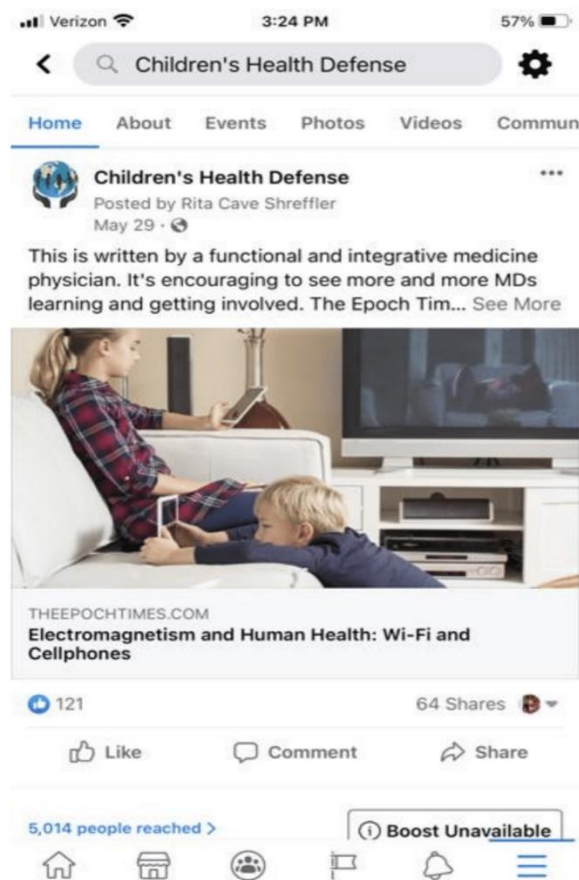 Verizon 3:24 PM 57%
Children's Health Defense
Home About Events Photos Videos Commun
Children's Health Defense
Posted by Rita Cave Shreffler
May 29 ·
This is written by a functional and integrative medicine
physician. It's encouraging to see more and more MDs
learning and getting involved. The Epoch Tim... See More
THEEPOCHTIMES.COM
Electromagnetism and Human Health: Wi-Fi and
Cellphones
121 64 Shares
Like Comment Share
5,014 people reached > Boost Unavailable